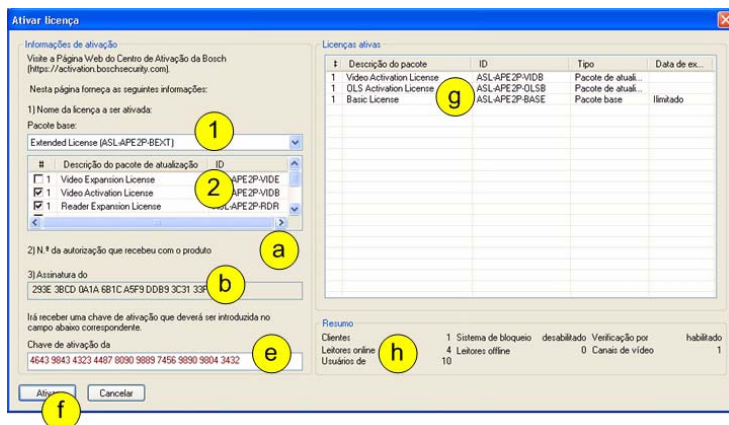 Ativar licença
Informações de ativação
Visite a Página Web do Centro de Ativação da Bosch
(https://activation.boschsecurity.com).
Nesta página forneça as seguintes informações:
1) Nome da licença a ser ativada:
Pacote base:
1
Extended License (ASL-APE2P-BEXT)
# Descrição do pacote de atualização ID
1 Video Expansion License APE2P-VIDE
1 Video Activation License APE2P-VIDB
2
1 Reader Expansion License ASL-APE2P-RDR
a
2) N.º da autorização que recebeu com o produto
3) Assinatura do
293E 3BCD 0A1A 6B1C A5F9 DDB9 3C31
b
Irá receber uma chave de ativação que deverá ser introduzida no
campo abaixo correspondente.
Chave de ativação da
e
4643 9843 4323 4487 8090 9889 7456 9890 9804 3432
Cancelar
f
Licenças ativas
Descrição do pacote ID Tipo Data de ex...
1 Video Activation License ASL-APE2P-VIDB Pacote de atuali...
1 OLS Activation License ASL-APE2P-OLSB Pacote de atuali...
1 Basic License ASL-APE2P-BASE Pacote base Ilimitado
g
Resumo
Clientes 1 Sistema de bloqueio desabilitado Verificação por habilitado
Leitores online 4 Leitores offline 0 Canais de vídeo 1
Usuários de 10
h